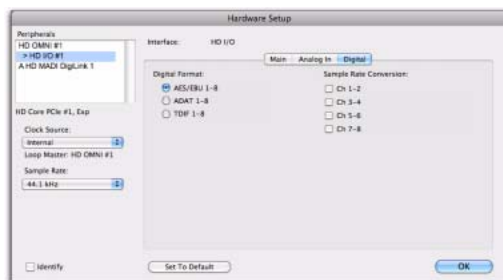 Hardware Setup
Peripherals
HD OMNI #1
> HD I/O #1
A HD MADI DigiLink 1
HD Core PCIe #1, Exp
Clock Source:
Internal
Loop Master: HD OMNI #1
Sample Rate:
44.1 kHz
Identify
Interface: HD I/O
Main Analog In Digital
Digital Format:
AES/EBU 1-8
ADAT 1-8
TDIF 1-8
Sample Rate Conversion:
Ch 1-2
Ch 3-4
Ch 5-6
Ch 7-8
Set To Default
OK